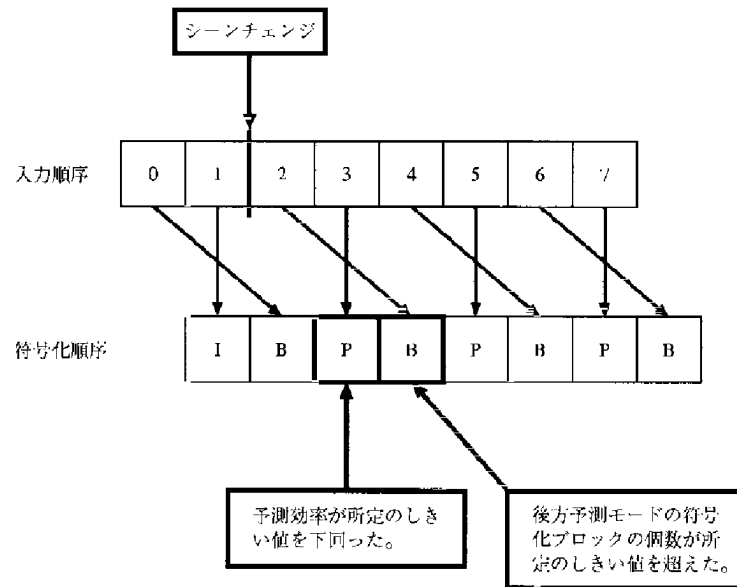 シーンチェンジ
入力順序 0 1 2 3 4 5 6 7
符号化順序 I B P B P B P B
予測効率が所定のしき
い値を下回った。
後方予測モードの符号
化ブロックの個数が所
定のしきい値を超えた。